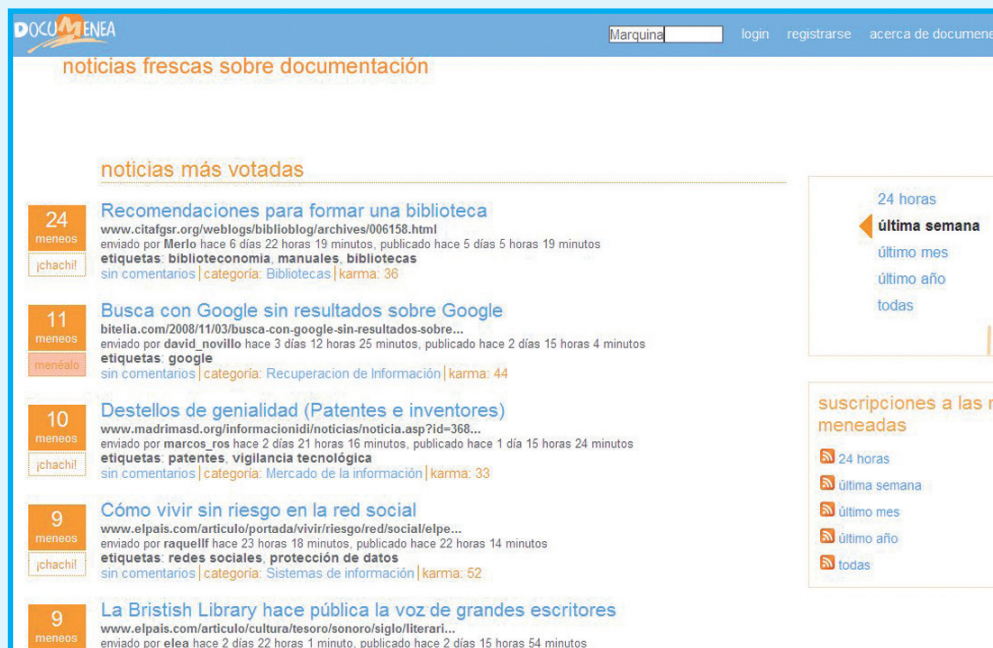 DOCUMENEA
Marquina
login registrarse acerca de documene
noticias frescas sobre documentación
noticias más votadas
24
meneos
¡chachi!
Recomendaciones para formar una biblioteca
www.citafgsr.org/weblogs/biblioblog/archives/006158.html
enviado por Merlo hace 6 días 22 horas 19 minutos, publicado hace 5 días 5 horas 19 minutos
etiquetas: biblioteconomia, manuales, bibliotecas
sin comentarios | categoría: Bibliotecas | karma: 36
11
meneos
menéalo
Busca con Google sin resultados sobre Google
bitelia.com/2008/11/03/busca-con-google-sin-resultados-sobre...
enviado por david_novillo hace 3 días 12 horas 25 minutos, publicado hace 2 días 15 horas 4 minutos
etiquetas: google
sin comentarios | categoría: Recuperacion de Información | karma: 44
10
meneos
¡chachi!
Destellos de genialidad (Patentes e inventores)
www.madrimasd.org/informacionidi/noticias/noticia.asp?id=368...
enviado por marcos_ros hace 2 días 21 horas 16 minutos, publicado hace 1 día 15 horas 24 minutos
etiquetas: patentes, vigilancia tecnológica
sin comentarios | categoría: Mercado de la información | karma: 33
9
meneos
¡chachi!
Cómo vivir sin riesgo en la red social
www.elpais.com/articulo/portada/vivir/riesgo/red/social/elpe...
enviado por raquellf hace 23 horas 18 minutos, publicado hace 22 horas 14 minutos
etiquetas: redes sociales, protección de datos
sin comentarios | categoría: Sistemas de información | karma: 52
9
meneos
La Bristish Library hace pública la voz de grandes escritores
www.elpais.com/articulo/cultura/tesoro/sonoro/siglo/literari...
enviado por elea hace 2 días 22 horas 1 minuto, publicado hace 2 días 15 horas 54 minutos
24 horas
última semana
último mes
último año
todas
suscripciones a las
meneadas
24 horas
última semana
último mes
último año
todas